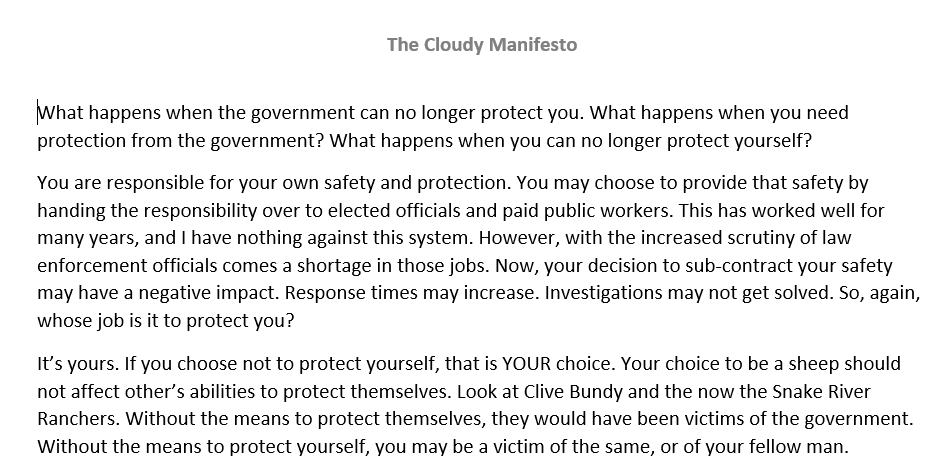 The Cloudy Manifesto
What happens when the government can no longer protect you. What happens when you need
protection from the government? What happens when you can no longer protect yourself?
You are responsible for your own safety and protection. You may choose to provide that safety by
handing the responsibility over to elected officials and paid public workers. This has worked well for
many years, and I have nothing against this system. However, with the increased scrutiny of law
enforcement officials comes a shortage in those jobs. Now, your decision to sub-contract your safety
may have a negative impact. Response times may increase. Investigations may not get solved. So, again,
whose job is it to protect you?
It’s yours. If you choose not to protect yourself, that is YOUR choice. Your choice to be a sheep should
not affect other’s abilities to protect themselves. Look at Clive Bundy and the now the Snake River
Ranchers. Without the means to protect themselves, they would have been victims of the government.
Without the means to protect yourself, you may be a victim of the same, or of your fellow man.